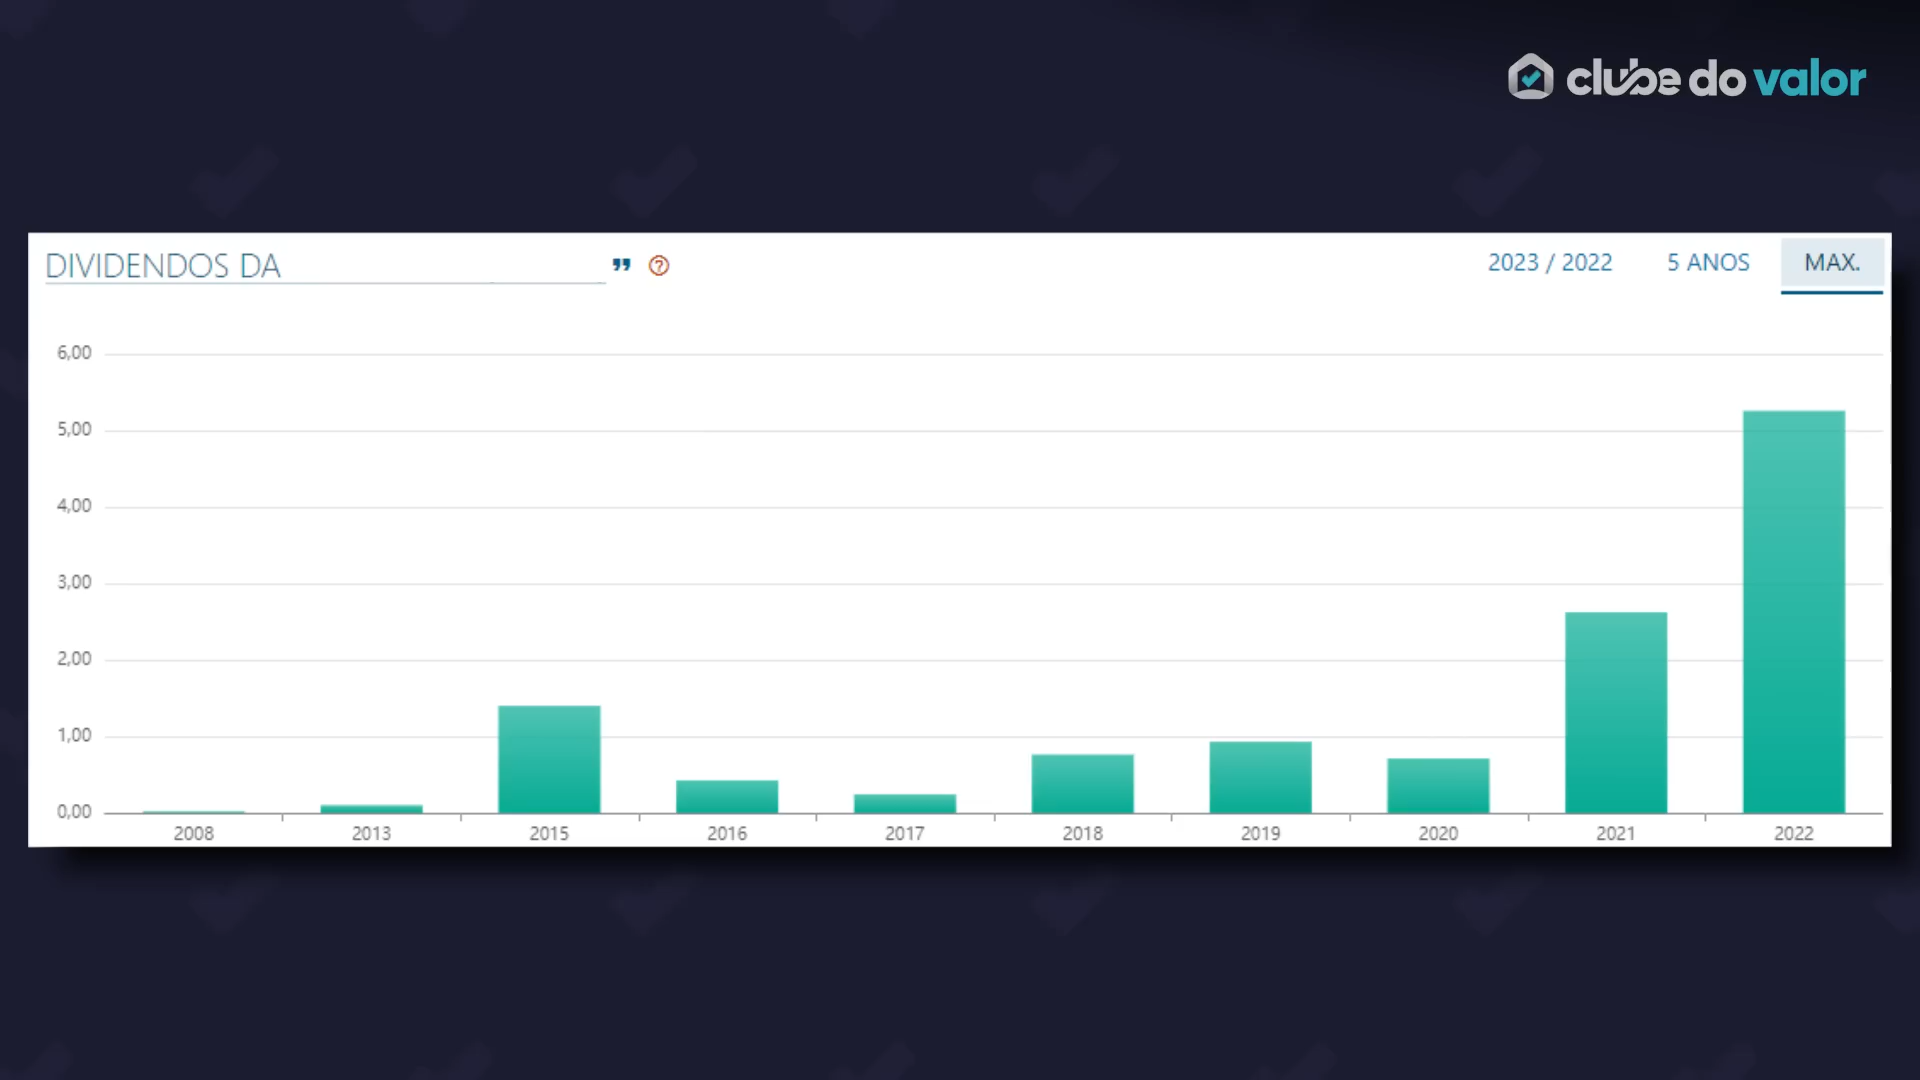 clube do valor
DIVIDENDOS DA ” ?
2023 / 2022 5 ANOS MAX.
6,00
5,00
4,00
3,00
2,00
1,00
0,00
2008 2013 2015 2016 2017 2018 2019 2020 2021 2022